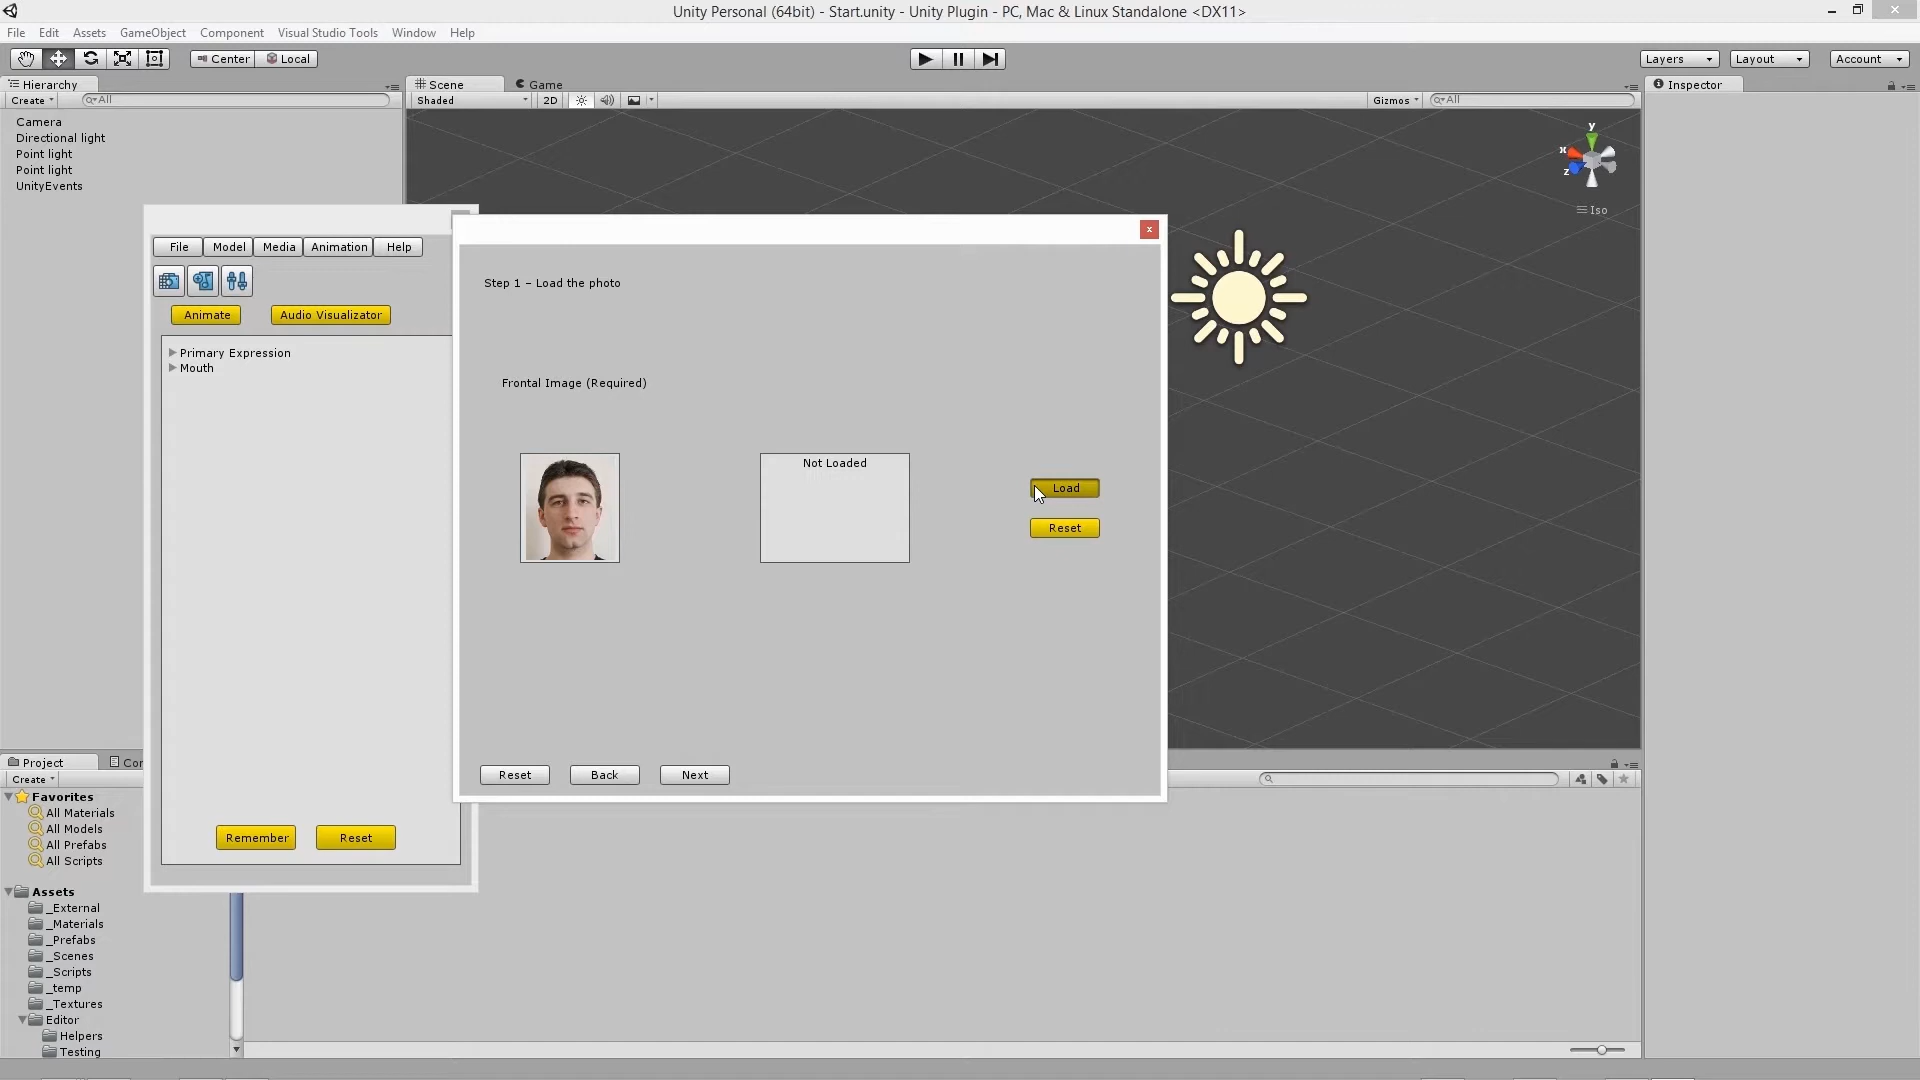 Unity Personal (64bit) - Start.unity - Unity Plugin - PC, Mac & Linux Standalone <DX11>
File Edit Assets GameObject Component Visual Studio Tools Window Help
Center Local Layers Layout Account
Hierarchy
Create All
Camera
Directional light
Point light
Point light
UnityEvents
Scene Game
Shaded 2D Gizmos All
y
x
z
Iso
Inspector
File Model Media Animation Help
Animate Audio Visualizator
Primary Expression
Mouth
Remember Reset
x
Step 1 - Load the photo
Frontal Image (Required)
Not Loaded
Load
Reset
Reset Back Next
Project
Create
Favorites
All Materials
All Models
All Prefabs
All Scripts
Assets
_External
_Materials
_Prefabs
_Scenes
_Scripts
_temp
_Textures
Editor
Helpers
Testing